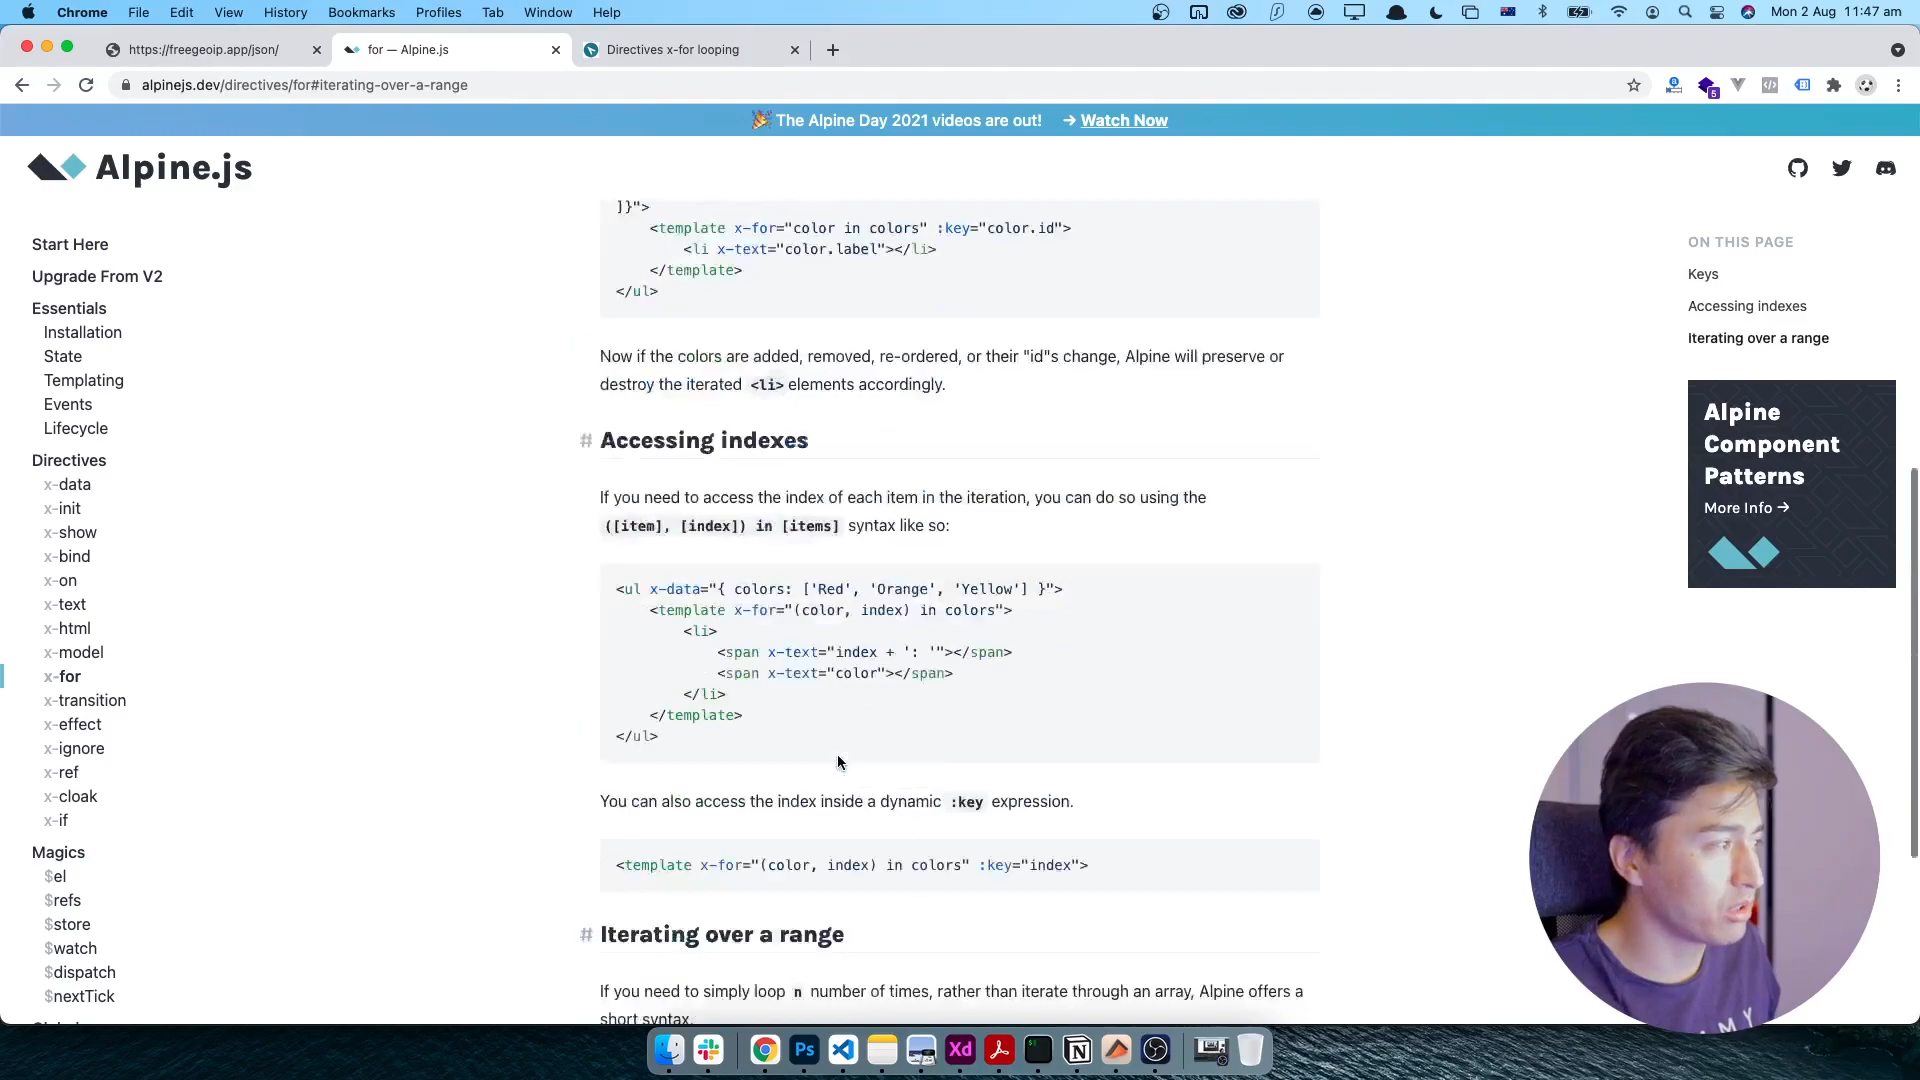 Chrome File Edit View History Bookmarks Profiles Tab Window Help Mon 2 Aug 11:47 am
https://freegeoip.app/json/ for — Alpine.js Directives x-for looping
alpinejs.dev/directives/for#iterating-over-a-range
5
🎉 The Alpine Day 2021 videos are out! → Watch Now
Alpine.js
Start Here
Upgrade From V2
Essentials
Installation
State
Templating
Events
Lifecycle
Directives
x-data
x-init
x-show
x-bind
x-on
x-text
x-html
x-model
x-for
x-transition
x-effect
x-ignore
x-ref
x-cloak
x-if
Magics
$el
$refs
$store
$watch
$dispatch
$nextTick
]}">
<template x-for="color in colors" :key="color.id">
<li x-text="color.label"></li>
</template>
</ul>
Now if the colors are added, removed, re-ordered, or their "id"s change, Alpine will preserve or
destroy the iterated <li> elements accordingly.
# Accessing indexes
If you need to access the index of each item in the iteration, you can do so using the
([item], [index]) in [items] syntax like so:
<ul x-data="{ colors: ['Red', 'Orange', 'Yellow'] }">
<template x-for="(color, index) in colors">
<li>
<span x-text="index + ': '"></span>
<span x-text="color"></span>
</li>
</template>
</ul>
You can also access the index inside a dynamic :key expression.
<template x-for="(color, index) in colors" :key="index">
# Iterating over a range
If you need to simply loop n number of times, rather than iterate through an array, Alpine offers a
short syntax.
ON THIS PAGE
Keys
Accessing indexes
Iterating over a range
Alpine
Component
Patterns
More Info →
Ps
Xd